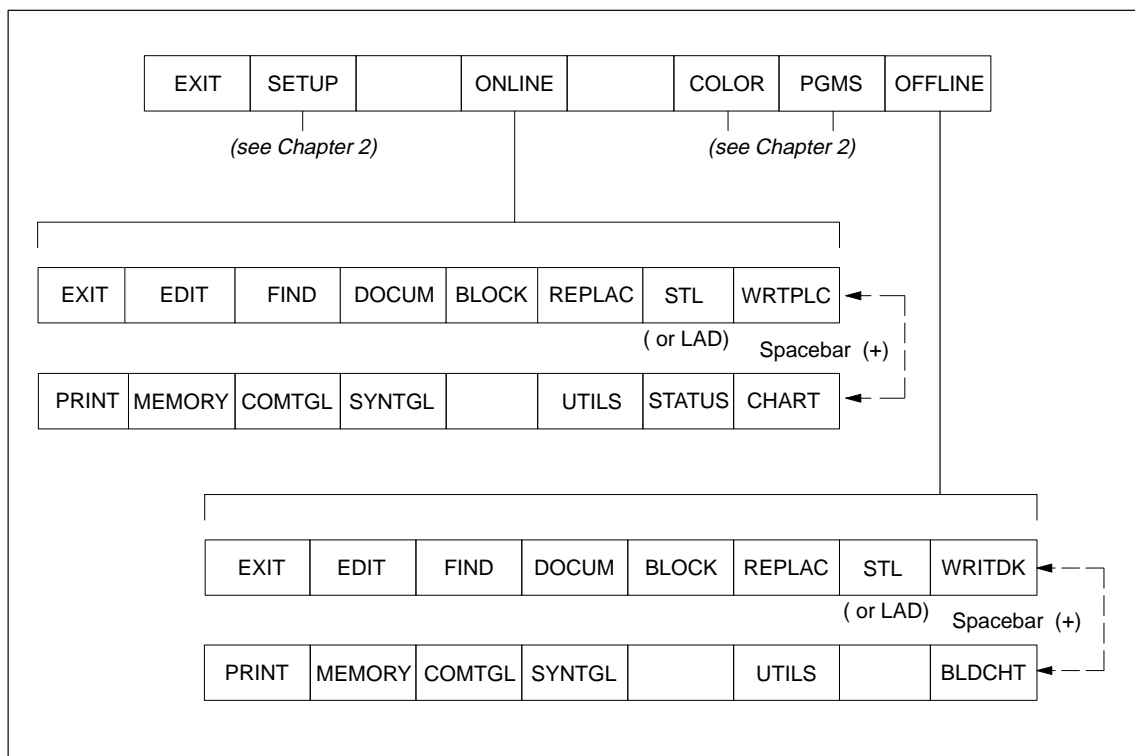 EXIT SETUP ONLINE COLOR PGMS OFFLINE
(see Chapter 2) (see Chapter 2)
EXIT EDIT FIND DOCUM BLOCK REPLAC STL WRTPLC
( or LAD)
Spacebar (+)
PRINT MEMORY COMTGL SYNTGL UTILS STATUS CHART
EXIT EDIT FIND DOCUM BLOCK REPLAC STL WRITDK
( or LAD)
Spacebar (+)
PRINT MEMORY COMTGL SYNTGL UTILS BLDCHT